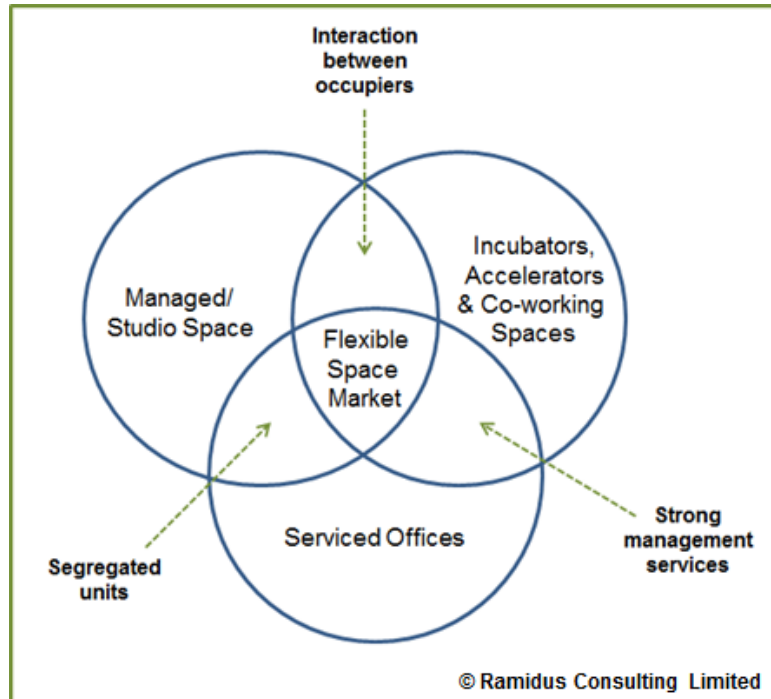 Interaction
between
occupiers
Managed/
Studio Space
Incubators,
Accelerators
& Co-working
Spaces
Flexible
Space
Market
Serviced Offices
Segregated
units
Strong
management
services
© Ramidus Consulting Limited